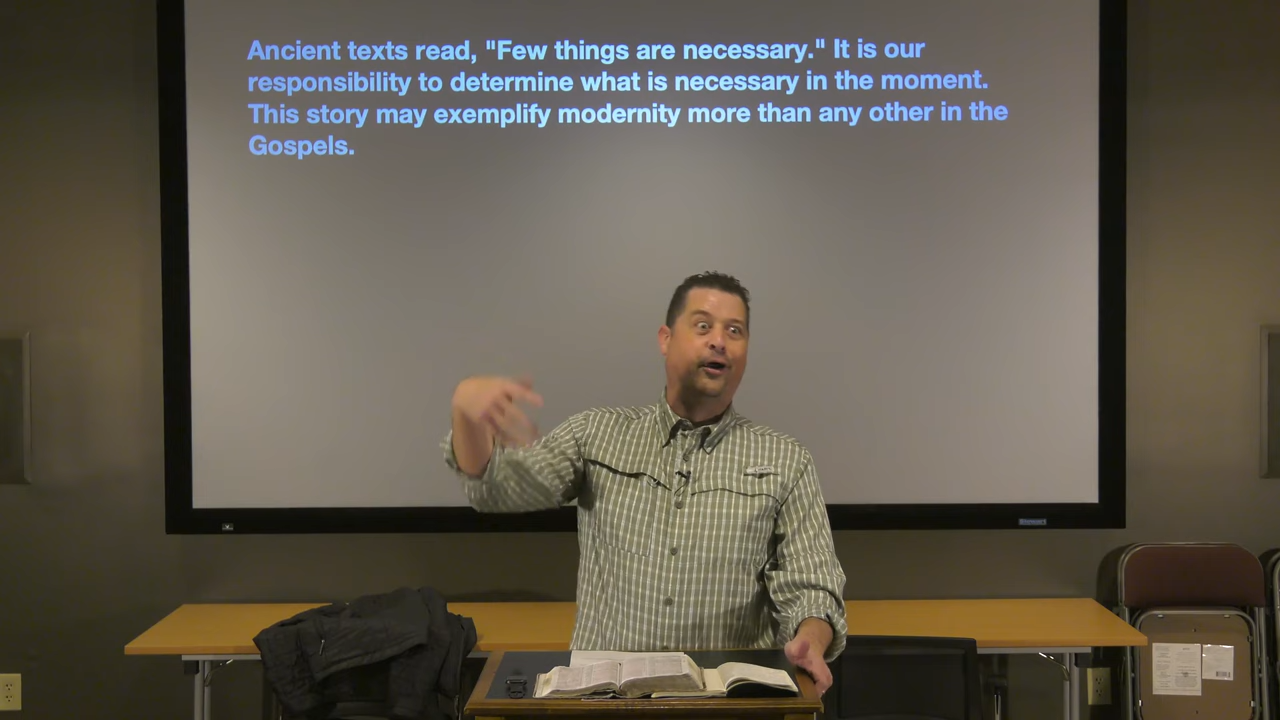 Ancient texts read, "Few things are necessary." It is our
responsibility to determine what is necessary in the moment.
This story may exemplify modernity more than any other in the
Gospels.